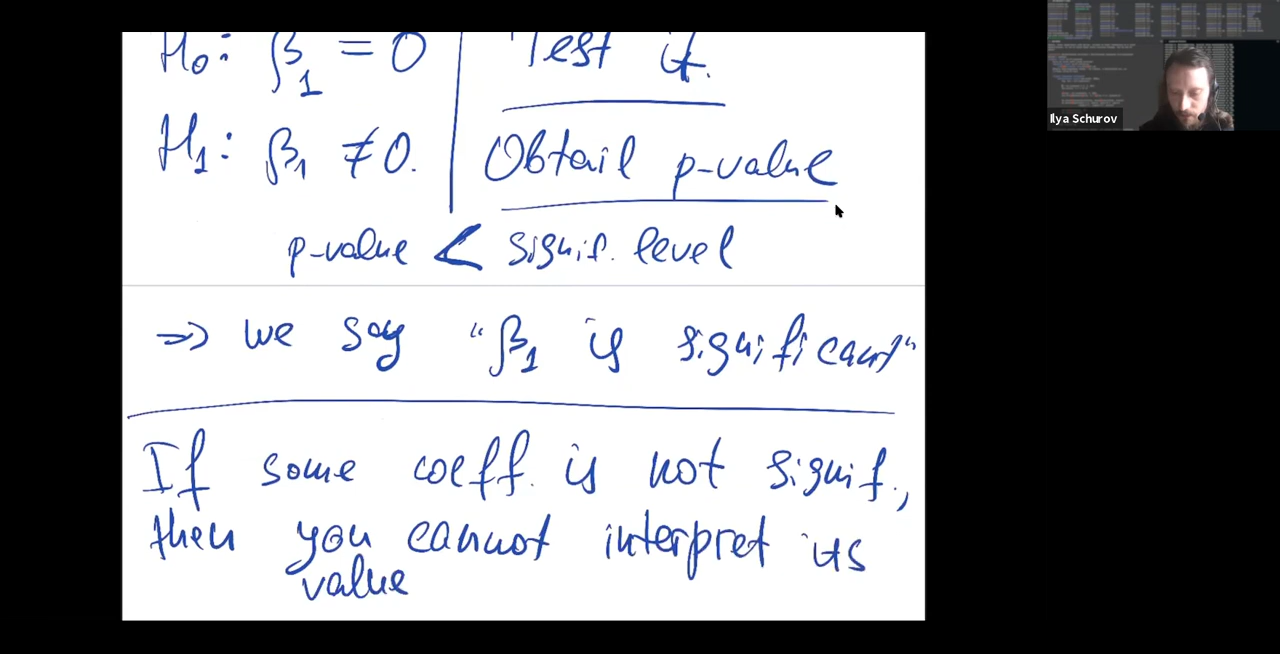 H₀: β₁ = 0 | Test it.
H₁: β₁ ≠ 0. | Obtail p-value
p-value < signif. level
⇒ we say "β₁ is significant"
If some coeff. is not signif.,
then you cannot interpret its
value
Ilya Schurov